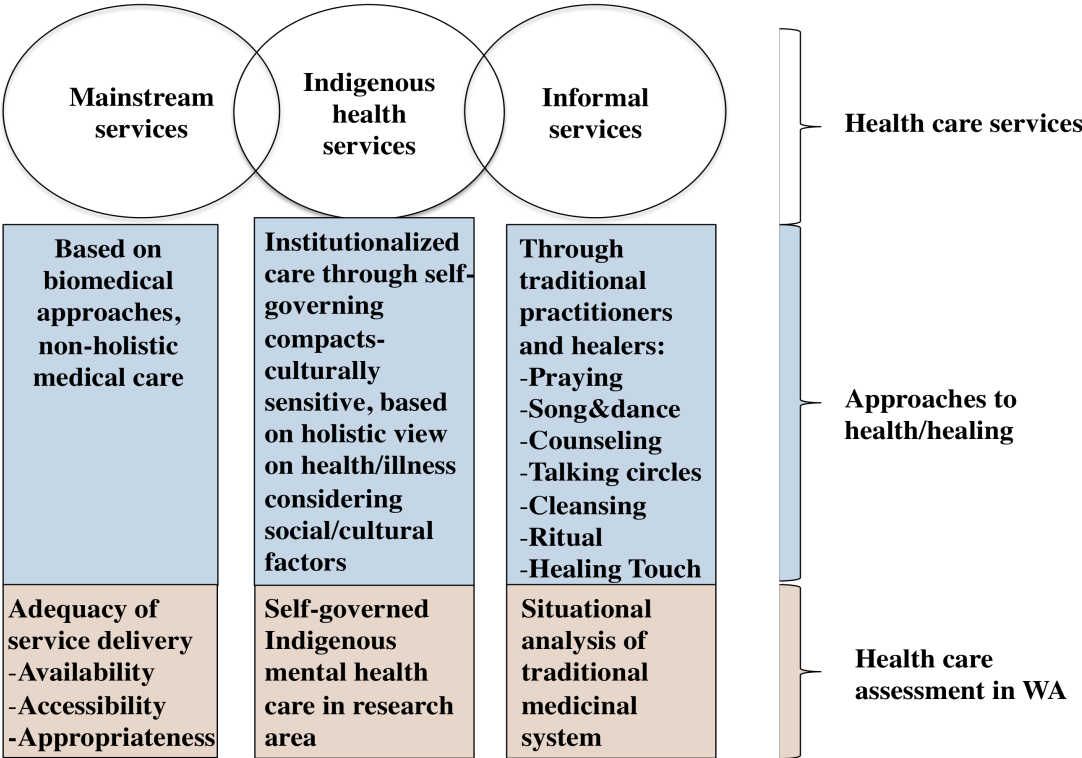 Mainstream
services
Indigenous
health
services
Informal
services
Health care services
Based on
biomedical
approaches,
non-holistic
medical care
Institutionalized
care through self-
governing
compacts-
culturally
sensitive, based
on holistic view
on health/illness
considering
social/cultural
factors
Through
traditional
practitioners
and healers:
-Praying
-Song&dance
-Counseling
-Talking circles
-Cleansing
-Ritual
-Healing Touch
Approaches to
health/healing
Adequacy of
service delivery
-Availability
-Accessibility
-Appropriateness
Self-governed
Indigenous
mental health
care in research
area
Situational
analysis of
traditional
medicinal
system
Health care
assessment in WA